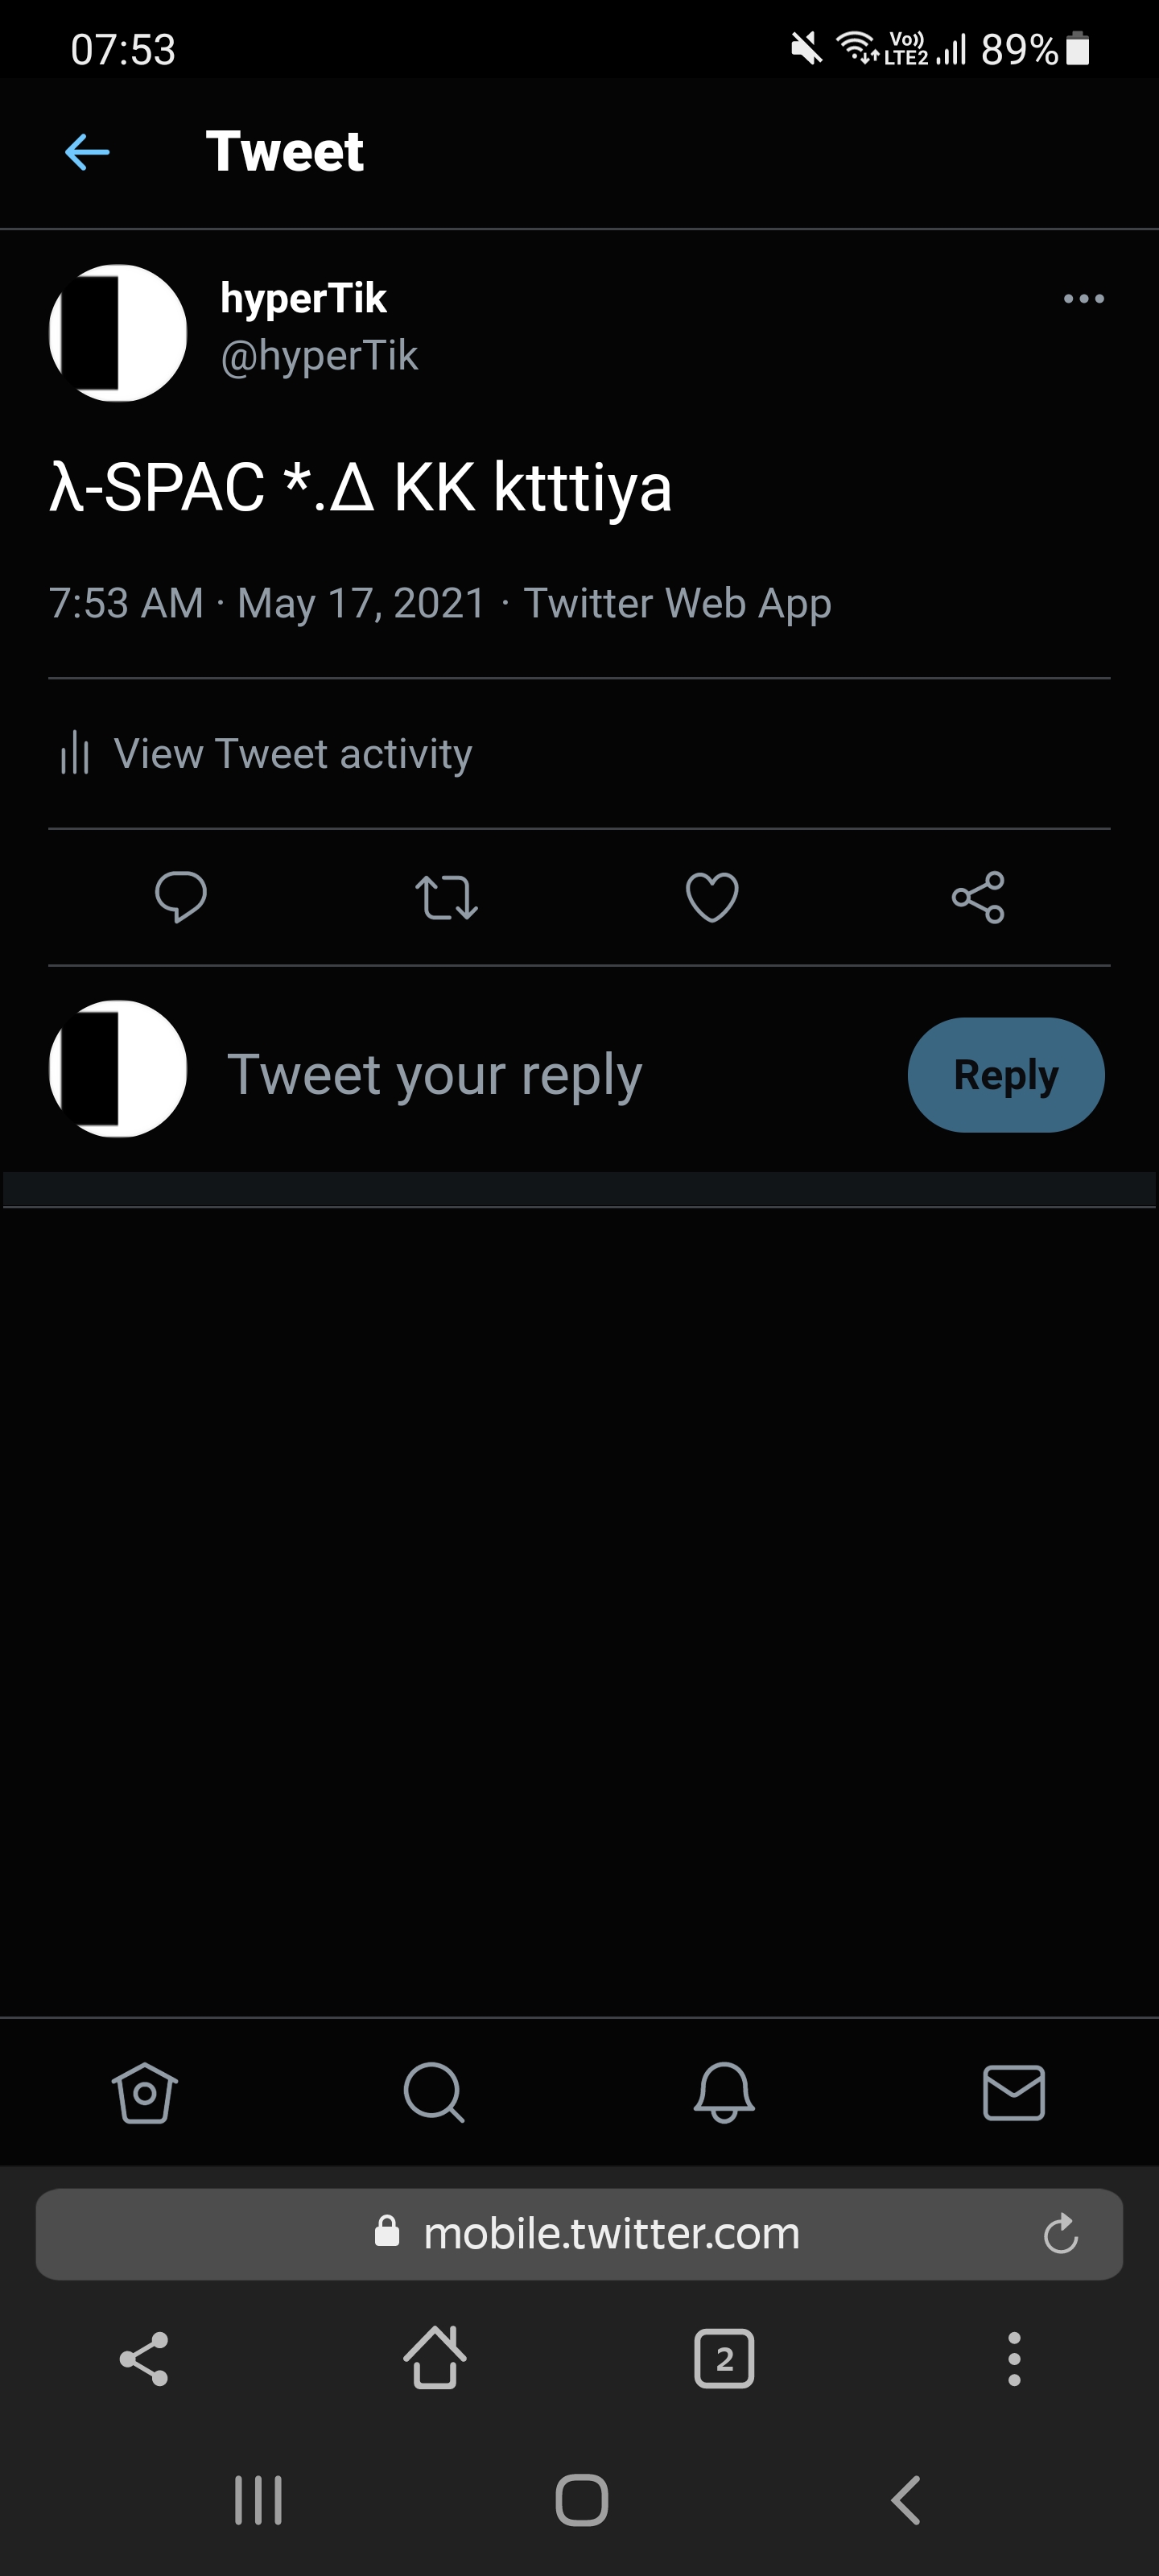 07:53 Vo)) LTE2 89%
Tweet
hyperTik
@hyperTik
λ-SPAC *.Δ KK ktttiya
7:53 AM · May 17, 2021 · Twitter Web App
View Tweet activity
Tweet your reply Reply
mobile.twitter.com
2